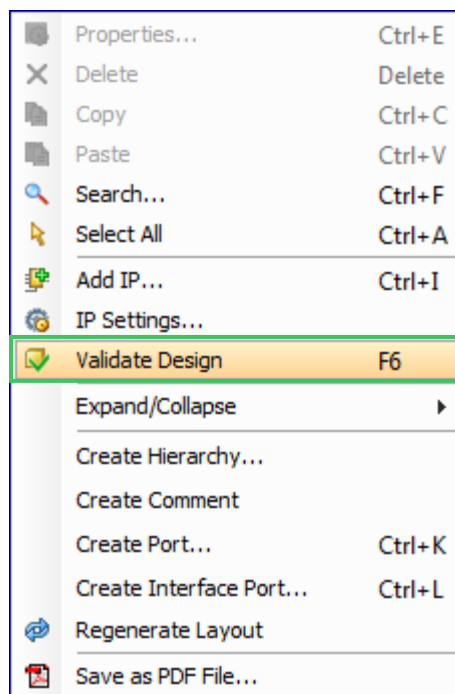 Properties... Ctrl+E
Delete Delete
Copy Ctrl+C
Paste Ctrl+V
Search... Ctrl+F
Select All Ctrl+A
Add IP... Ctrl+I
IP Settings...
Validate Design F6
Expand/Collapse
Create Hierarchy...
Create Comment
Create Port... Ctrl+K
Create Interface Port... Ctrl+L
Regenerate Layout
Save as PDF File...